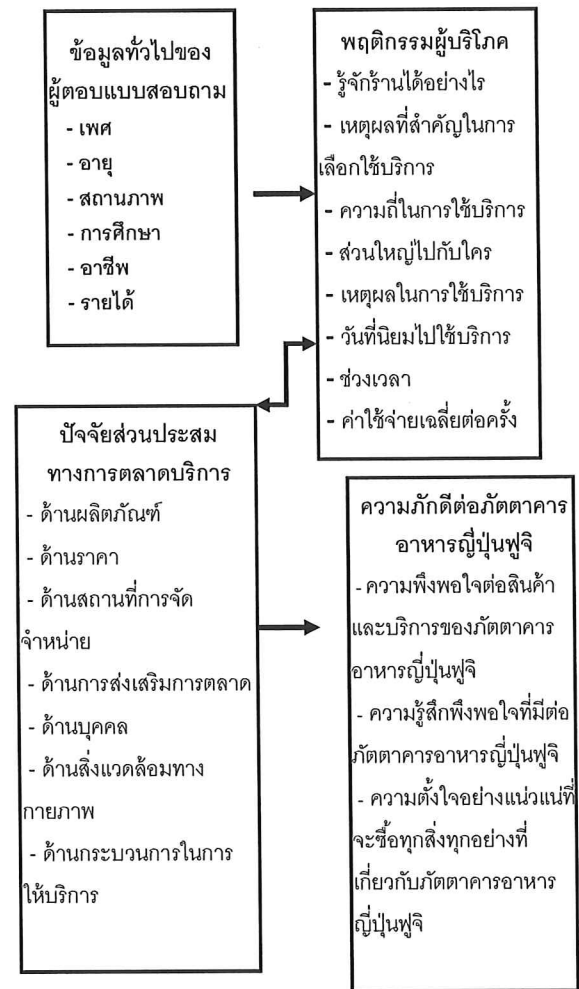 ข้อมูลทั่วไปของ
ผู้ตอบแบบสอบถาม
- เพศ
- อายุ
- สถานภาพ
- การศึกษา
- อาชีพ
- รายได้
พฤติกรรมผู้บริโภค
- รู้จักร้านได้อย่างไร
- เหตุผลที่สำคัญในการ
เลือกใช้บริการ
- ความถี่ในการใช้บริการ
- ส่วนใหญ่ไปกับใคร
- เหตุผลในการใช้บริการ
- วันที่นิยมไปใช้บริการ
- ช่วงเวลา
- ค่าใช้จ่ายเฉลี่ยต่อครั้ง
ปัจจัยส่วนประสม
ทางการตลาดบริการ
- ด้านผลิตภัณฑ์
- ด้านราคา
- ด้านสถานที่การจัด
จำหน่าย
- ด้านการส่งเสริมการตลาด
- ด้านบุคคล
- ด้านสิ่งแวดล้อมทาง
กายภาพ
- ด้านกระบวนการในการ
ให้บริการ
ความภักดีต่อภัตตาคาร
อาหารญี่ปุ่นฟูจิ
- ความพึงพอใจต่อสินค้า
และบริการของภัตตาคาร
อาหารญี่ปุ่นฟูจิ
- ความรู้สึกพึงพอใจที่มีต่อ
ภัตตาคารอาหารญี่ปุ่นฟูจิ
- ความตั้งใจอย่างแน่วแน่ที่
จะซื้อทุกสิ่งทุกอย่างที่
เกี่ยวกับภัตตาคารอาหาร
ญี่ปุ่นฟูจิ